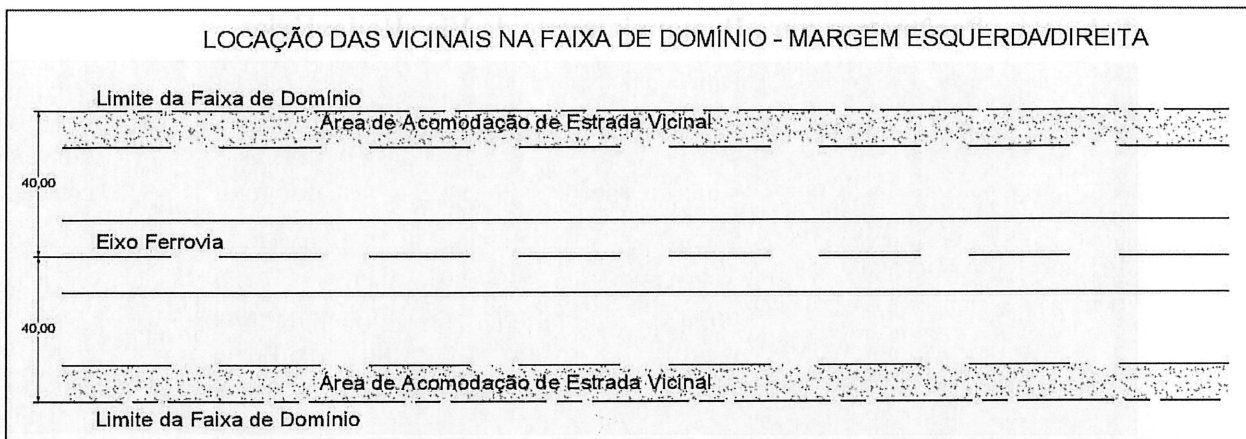 LOCAÇÃO DAS VICINAIS NA FAIXA DE DOMÍNIO - MARGEM ESQUERDA/DIREITA
Limite da Faixa de Domínio
Área de Acomodação de Estrada Vicinal
40,00
Eixo Ferrovia
40,00
Área de Acomodação de Estrada Vicinal
Limite da Faixa de Domínio